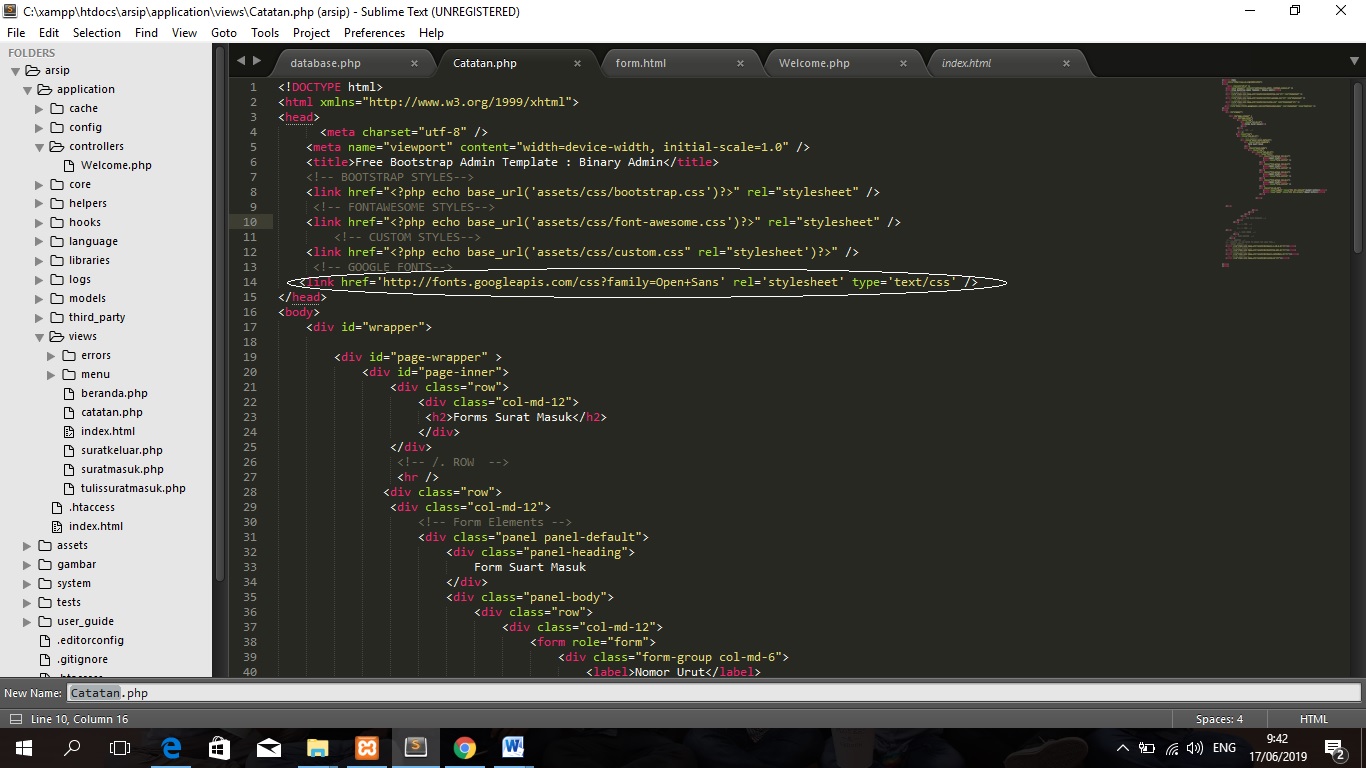 C:\xampp\htdocs\arsip\application\views\Catatan.php (arsip) - Sublime Text (UNREGISTERED)
File Edit Selection Find View Goto Tools Project Preferences Help
FOLDERS
arsip
application
cache
config
controllers
Welcome.php
core
helpers
hooks
language
libraries
logs
models
third_party
views
errors
menu
beranda.php
catatan.php
index.html
suratkeluar.php
suratmasuk.php
tulissuratmasuk.php
.htaccess
index.html
assets
gambar
system
tests
user_guide
.editorconfig
.gitignore
.htaccess
database.php Catatan.php form.html Welcome.php index.html
1 <!DOCTYPE html>
2 <html xmlns="http://www.w3.org/1999/xhtml">
3 <head>
4 <meta charset="utf-8" />
5 <meta name="viewport" content="width=device-width, initial-scale=1.0" />
6 <title>Free Bootstrap Admin Template : Binary Admin</title>
7 <!-- BOOTSTRAP STYLES-->
8 <link href="<?php echo base_url('assets/css/bootstrap.css')?>" rel="stylesheet" />
9 <!-- FONTAWESOME STYLES-->
10 <link href="<?php echo base_url('assets/css/font-awesome.css')?>" rel="stylesheet" />
11 <!-- CUSTOM STYLES-->
12 <link href="<?php echo base_url('assets/css/custom.css" rel="stylesheet')?>" />
13 <!-- GOOGLE FONTS-->
14 <link href='http://fonts.googleapis.com/css?family=Open+Sans' rel='stylesheet' type='text/css' />
15 </head>
16 <body>
17 <div id="wrapper">
18
19 <div id="page-wrapper" >
20 <div id="page-inner">
21 <div class="row">
22 <div class="col-md-12">
23 <h2>Forms Surat Masuk</h2>
24 </div>
25 </div>
26 <!-- /. ROW  -->
27 <hr />
28 <div class="row">
29 <div class="col-md-12">
30 <!-- Form Elements -->
31 <div class="panel panel-default">
32 <div class="panel-heading">
33 Form Suart Masuk
34 </div>
35 <div class="panel-body">
36 <div class="row">
37 <div class="col-md-12">
38 <form role="form">
39 <div class="form-group col-md-6">
40 <label>Nomor Urut</label>
New Name: Catatan.php
Line 10, Column 16 Spaces: 4 HTML
ENG 9:42
17/06/2019 2